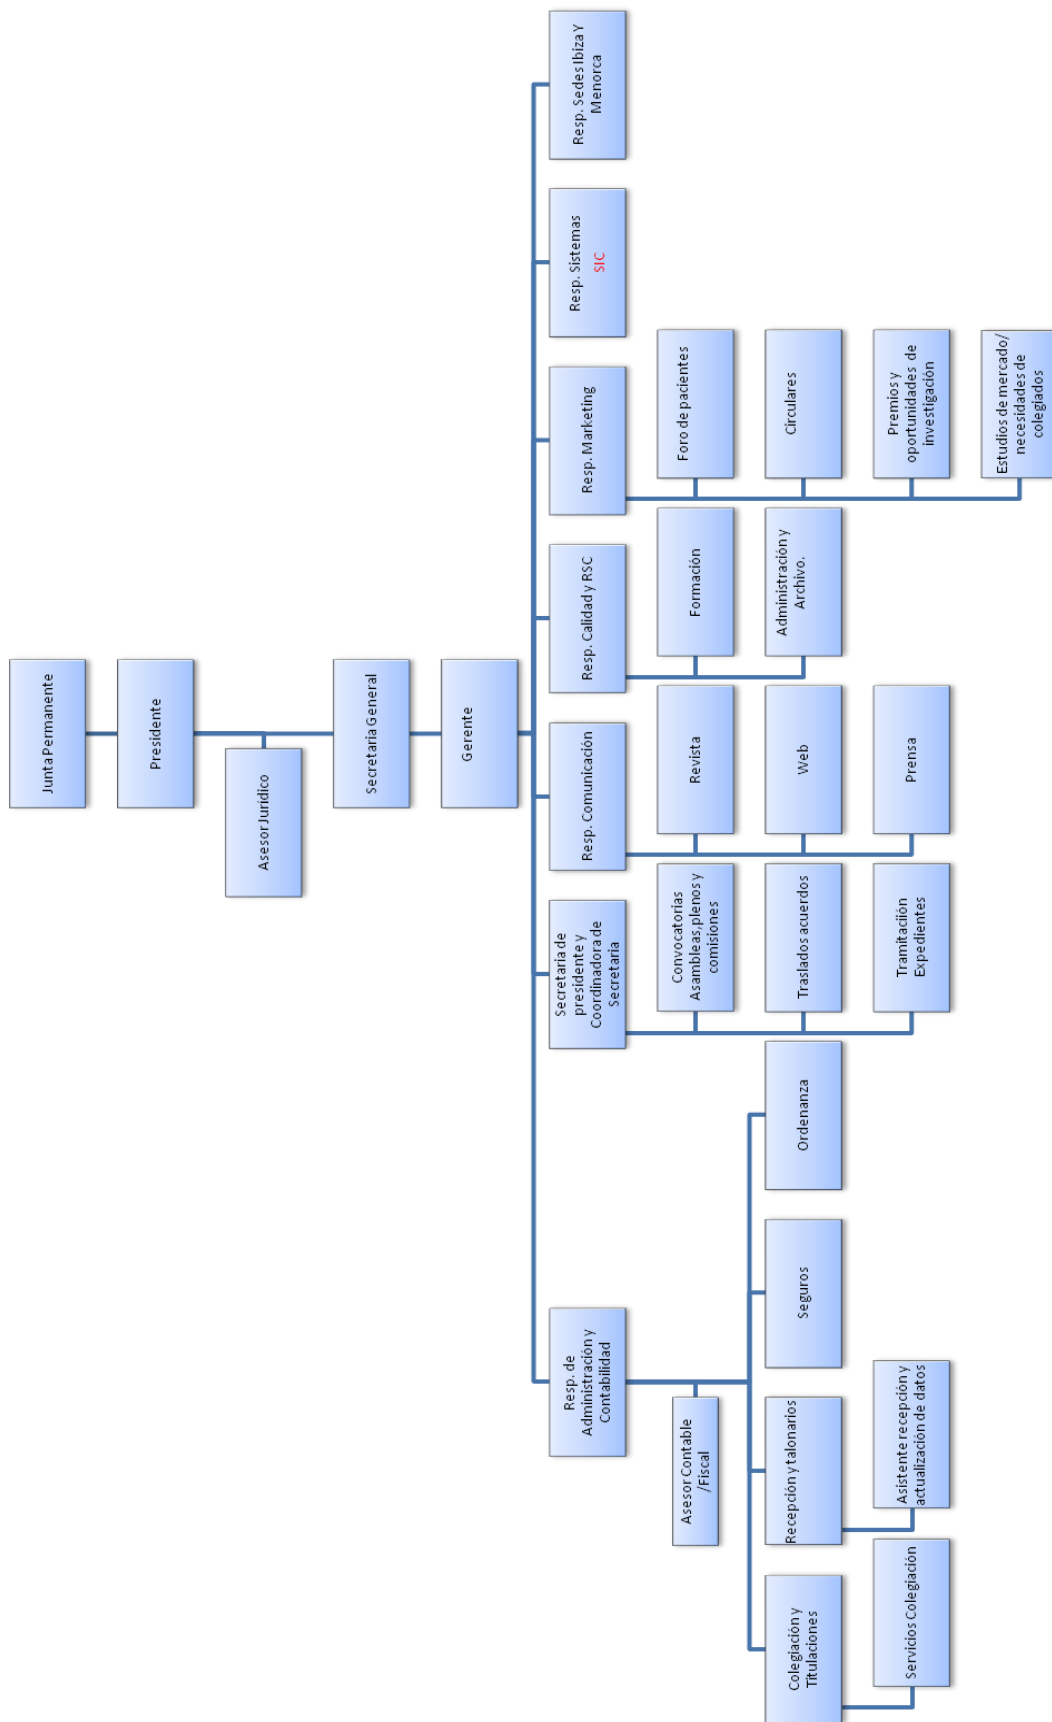 Junta Permanente
Presidente
Asesor Jurídico
Secretaria General
Gerente
Resp. de
Administración y
Contabilidad
Secretaria de
presidente y
Coordinadora de
Secretaria
Resp. Comunicación
Resp. Calidad y RSC
Resp. Marketing
Resp. Sistemas
SIC
Resp. Sedes Ibiza Y
Menorca
Asesor Contable
/Fiscal
Convocatorias
Asambleas,plenos y
comisiones
Revista
Formación
Foro de pacientes
Colegiación y
Titulaciones
Recepción y talonarios
Seguros
Ordenanza
Traslados acuerdos
Web
Administración y
Archivo.
Circulares
Servicios Colegiación
Asistente recepción y
actualización de datos
Tramitaciión
Expedientes
Prensa
Premios y
oportunidades de
investigación
Estudios de mercado/
necesidades de
colegiados